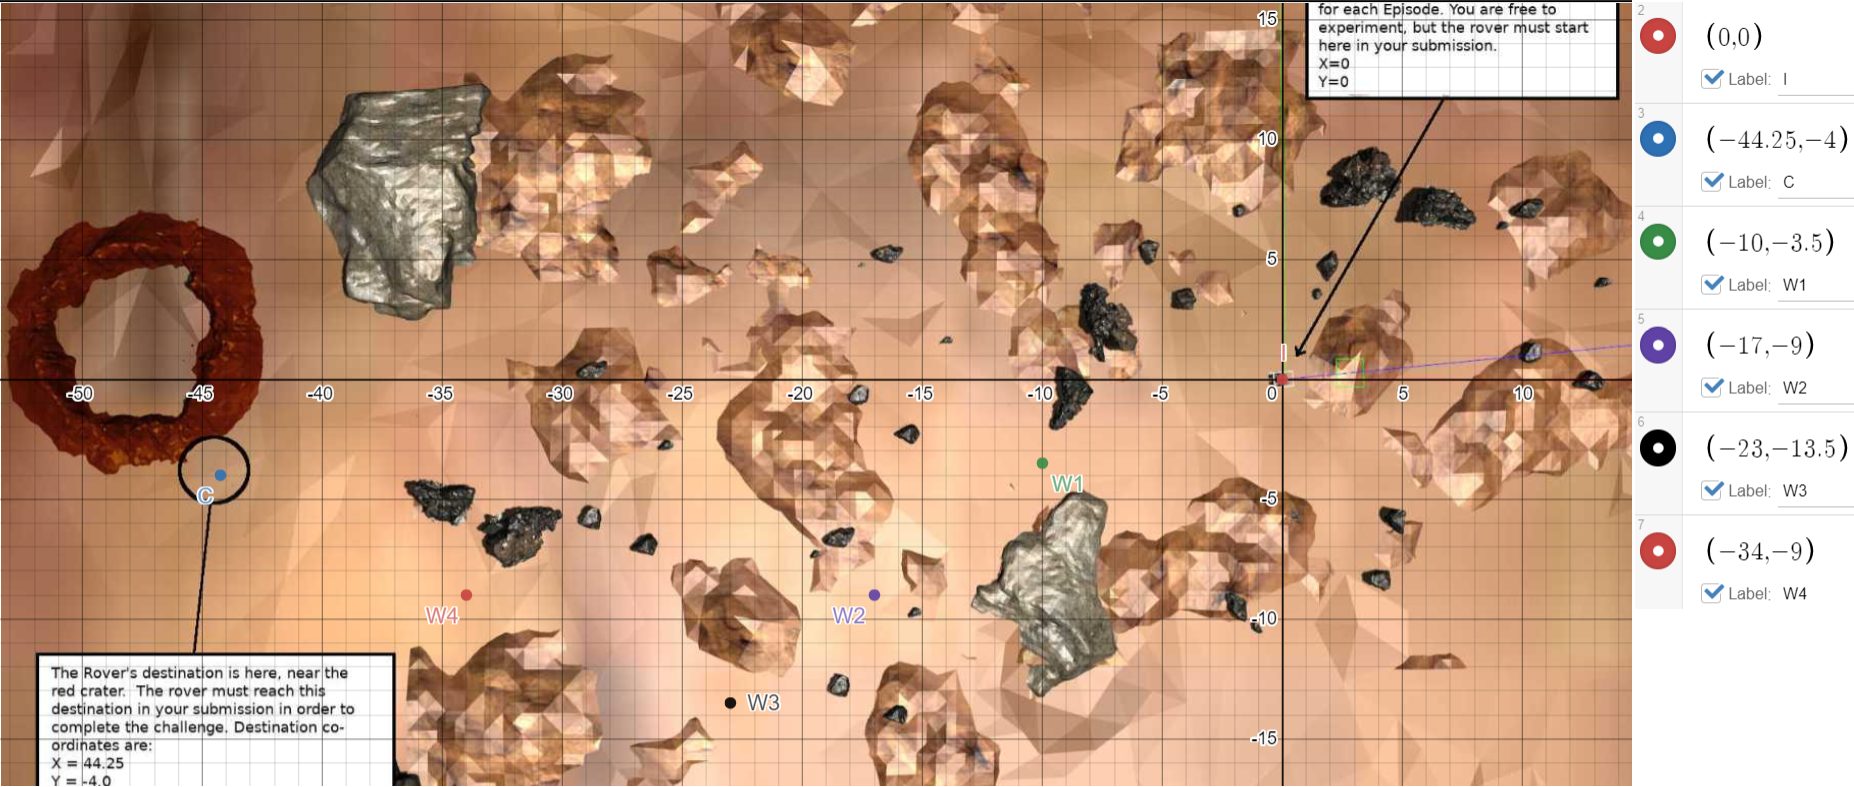 for each Episode. You are free to
experiment, but the rover must start
here in your submission.
X=0
Y=0
15
10
5
-50
-45
-40
-35
-30
-25
-20
-15
-10
-5
0
5
10
-5
-10
-15
I
C
W1
W2
W3
W4
The Rover's destination is here, near the
red crater. The rover must reach this
destination in your submission in order to
complete the challenge. Destination co-
ordinates are:
X = 44.25
Y = -4.0
2
(0,0)
Label: I
3
(−44.25,−4)
Label: C
4
(−10,−3.5)
Label: W1
5
(−17,−9)
Label: W2
6
(−23,−13.5)
Label: W3
7
(−34,−9)
Label: W4